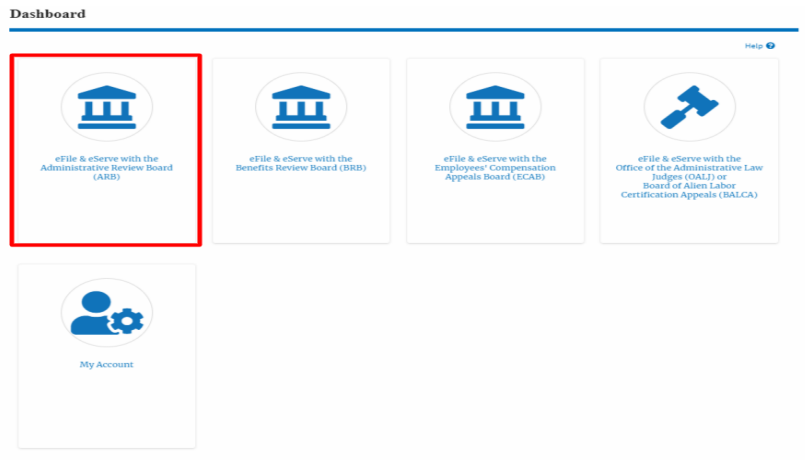 Dashboard
Help
eFile & eServe with the
Administrative Review Board
(ARB)
eFile & eServe with the
Benefits Review Board (BRB)
eFile & eServe with the
Employees' Compensation
Appeals Board (ECAB)
eFile & eServe with the
Office of the Administrative Law
Judges (OALJ) or
Board of Alien Labor
Certification Appeals (BALCA)
My Account